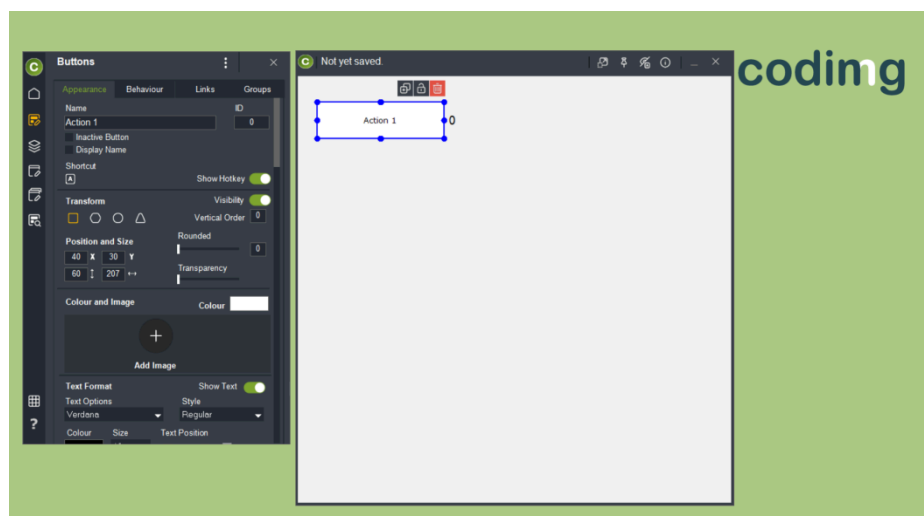 C
Buttons
Appearance Behaviour Links Groups
Name ID
Action 1 0
Inactive Button
Display Name
Shortcut
A Show Hotkey
Transform Visibility
Vertical Order 0
Position and Size Rounded
40 X 30 Y 0
60 207 Transparency
Colour and Image Colour
Add Image
Text Format Show Text
Text Options Style
Verdana Regular
Colour Size Text Position
?
C Not yet saved.
Action 1 0
coding